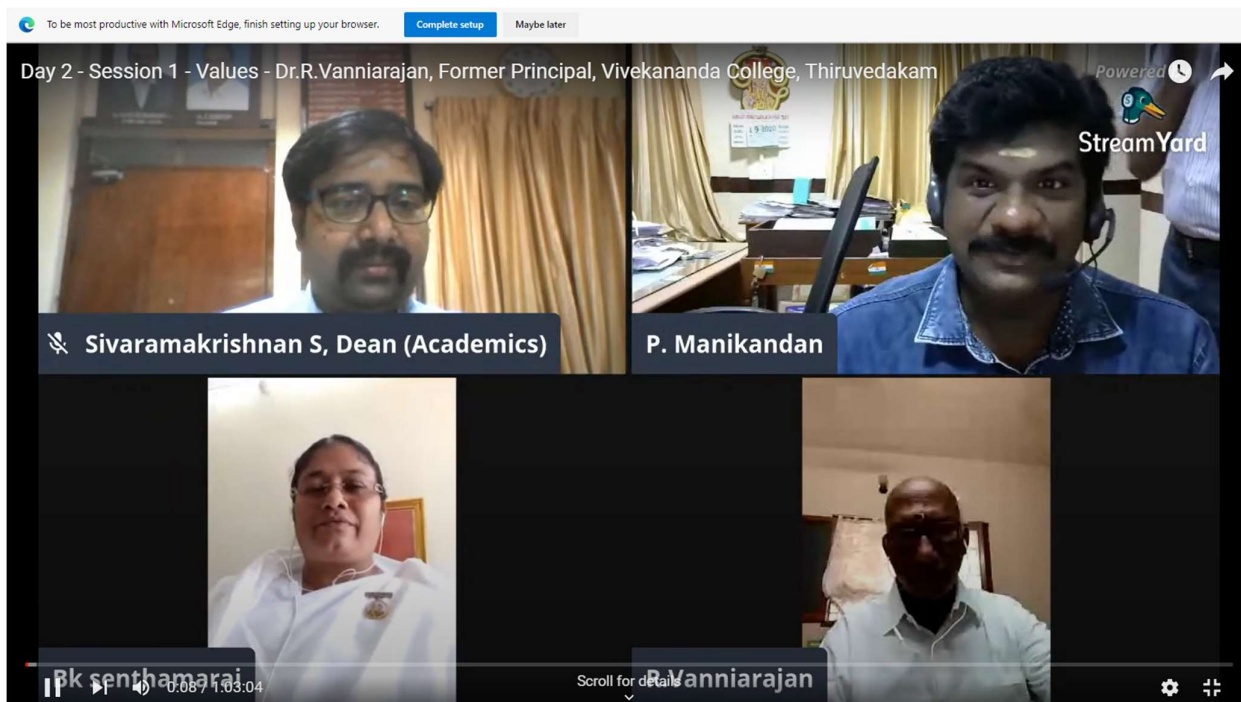 To be most productive with Microsoft Edge, finish setting up your browser.
Complete setup
Maybe later
Day 2 - Session 1 - Values - Dr.R.Vanniarajan, Former Principal, Vivekananda College, Thiruvedakam
Powered
StreamYard
Sivaramakrishnan S, Dean (Academics)
P. Manikandan
Bk senthamarai
R.Vanniarajan
0:08 / 1:03:04
Scroll for details